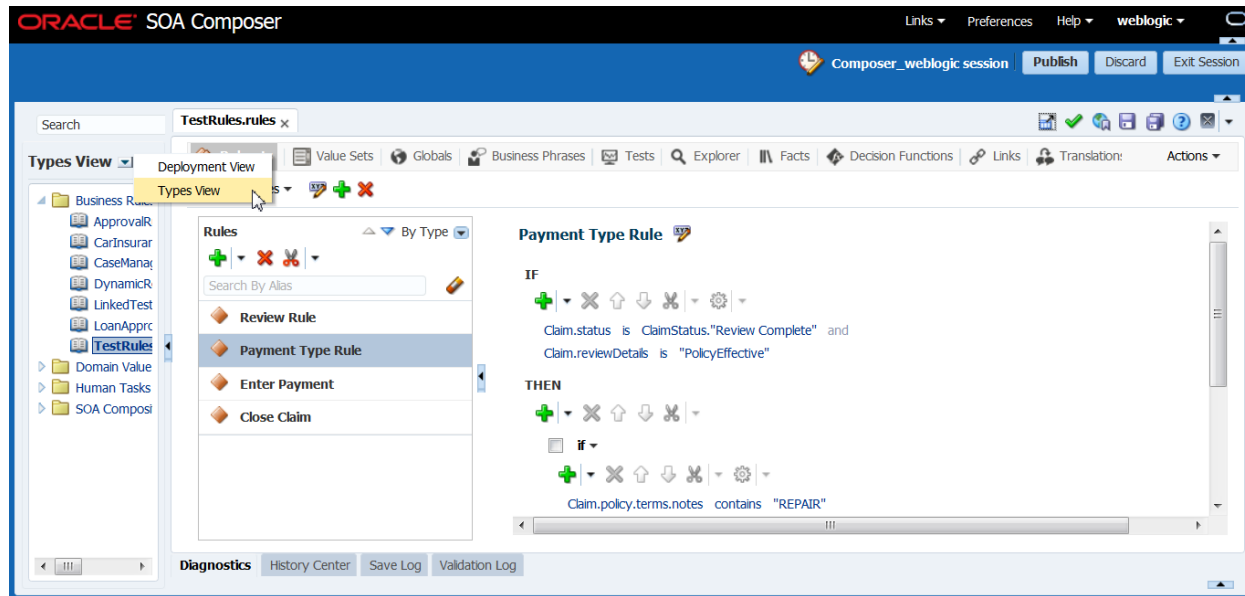 ORACLE SOA Composer
Links Preferences Help weblogic
Composer_weblogic session Publish Discard Exit Session
Search
TestRules.rules x
Types View
Deployment View
Types View
Value Sets Globals Business Phrases Tests Explorer Facts Decision Functions Links Translation: Actions
Business
ApprovalR
CarInsurar
CaseManag
DynamicR
LinkedTest
LoanAppro
TestRules
Domain Value
Human Tasks
SOA Composi
Rules By Type
Search By Alias
Review Rule
Payment Type Rule
Enter Payment
Close Claim
Payment Type Rule
IF
Claim.status is ClaimStatus."Review Complete" and
Claim.reviewDetails is "PolicyEffective"
THEN
if
Claim.policy.terms.notes contains "REPAIR"
Diagnostics History Center Save Log Validation Log